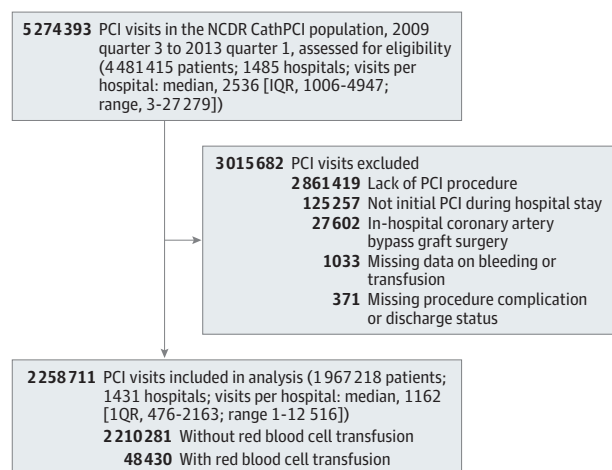 5274393 PCI visits in the NCDR CathPCI population, 2009
quarter 3 to 2013 quarter 1, assessed for eligibility
(4481415 patients; 1485 hospitals; visits per
hospital: median, 2536 [IQR, 1006-4947;
range, 3-27279])
3015682 PCI visits excluded
2861419 Lack of PCI procedure
125257 Not initial PCI during hospital stay
27602 In-hospital coronary artery
bypass graft surgery
1033 Missing data on bleeding or
transfusion
371 Missing procedure complication
or discharge status
2258711 PCI visits included in analysis (1967218 patients;
1431 hospitals; visits per hospital: median, 1162
[1QR, 476-2163; range 1-12 516])
2210281 Without red blood cell transfusion
48430 With red blood cell transfusion